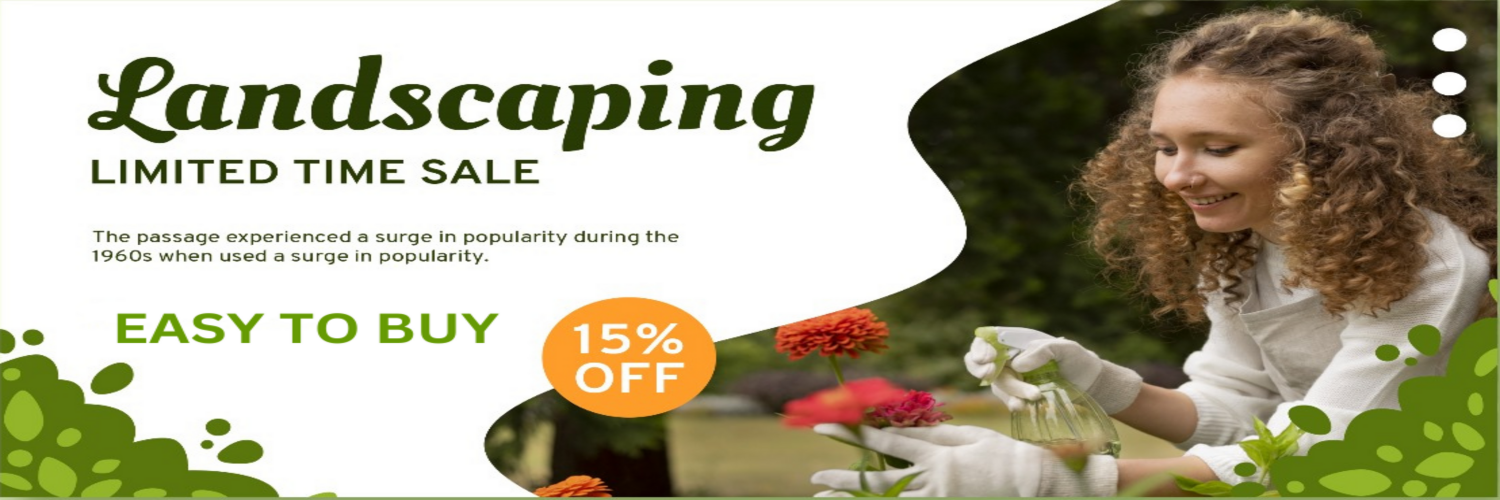 Landscaping
LIMITED TIME SALE
The passage experienced a surge in popularity during the
1960s when used a surge in popularity.
EASY TO BUY
15%
OFF